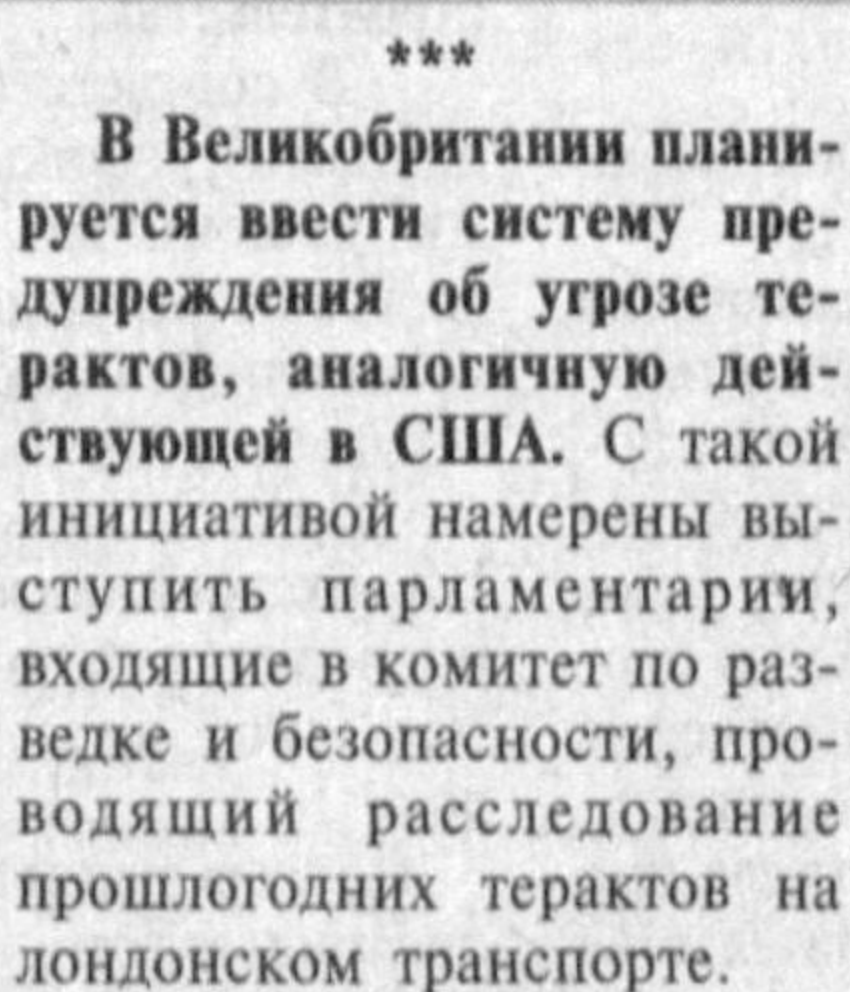 ***
В Великобритании плани-
руется ввести систему пре-
дупреждения об угрозе те-
рактов, аналогичную дей-
ствующей в США. С такой
инициативой намерены вы-
ступить парламентарии,
входящие в комитет по раз-
ведке и безопасности, про-
водящий расследование
прошлогодних терактов на
лондонском транспорте.